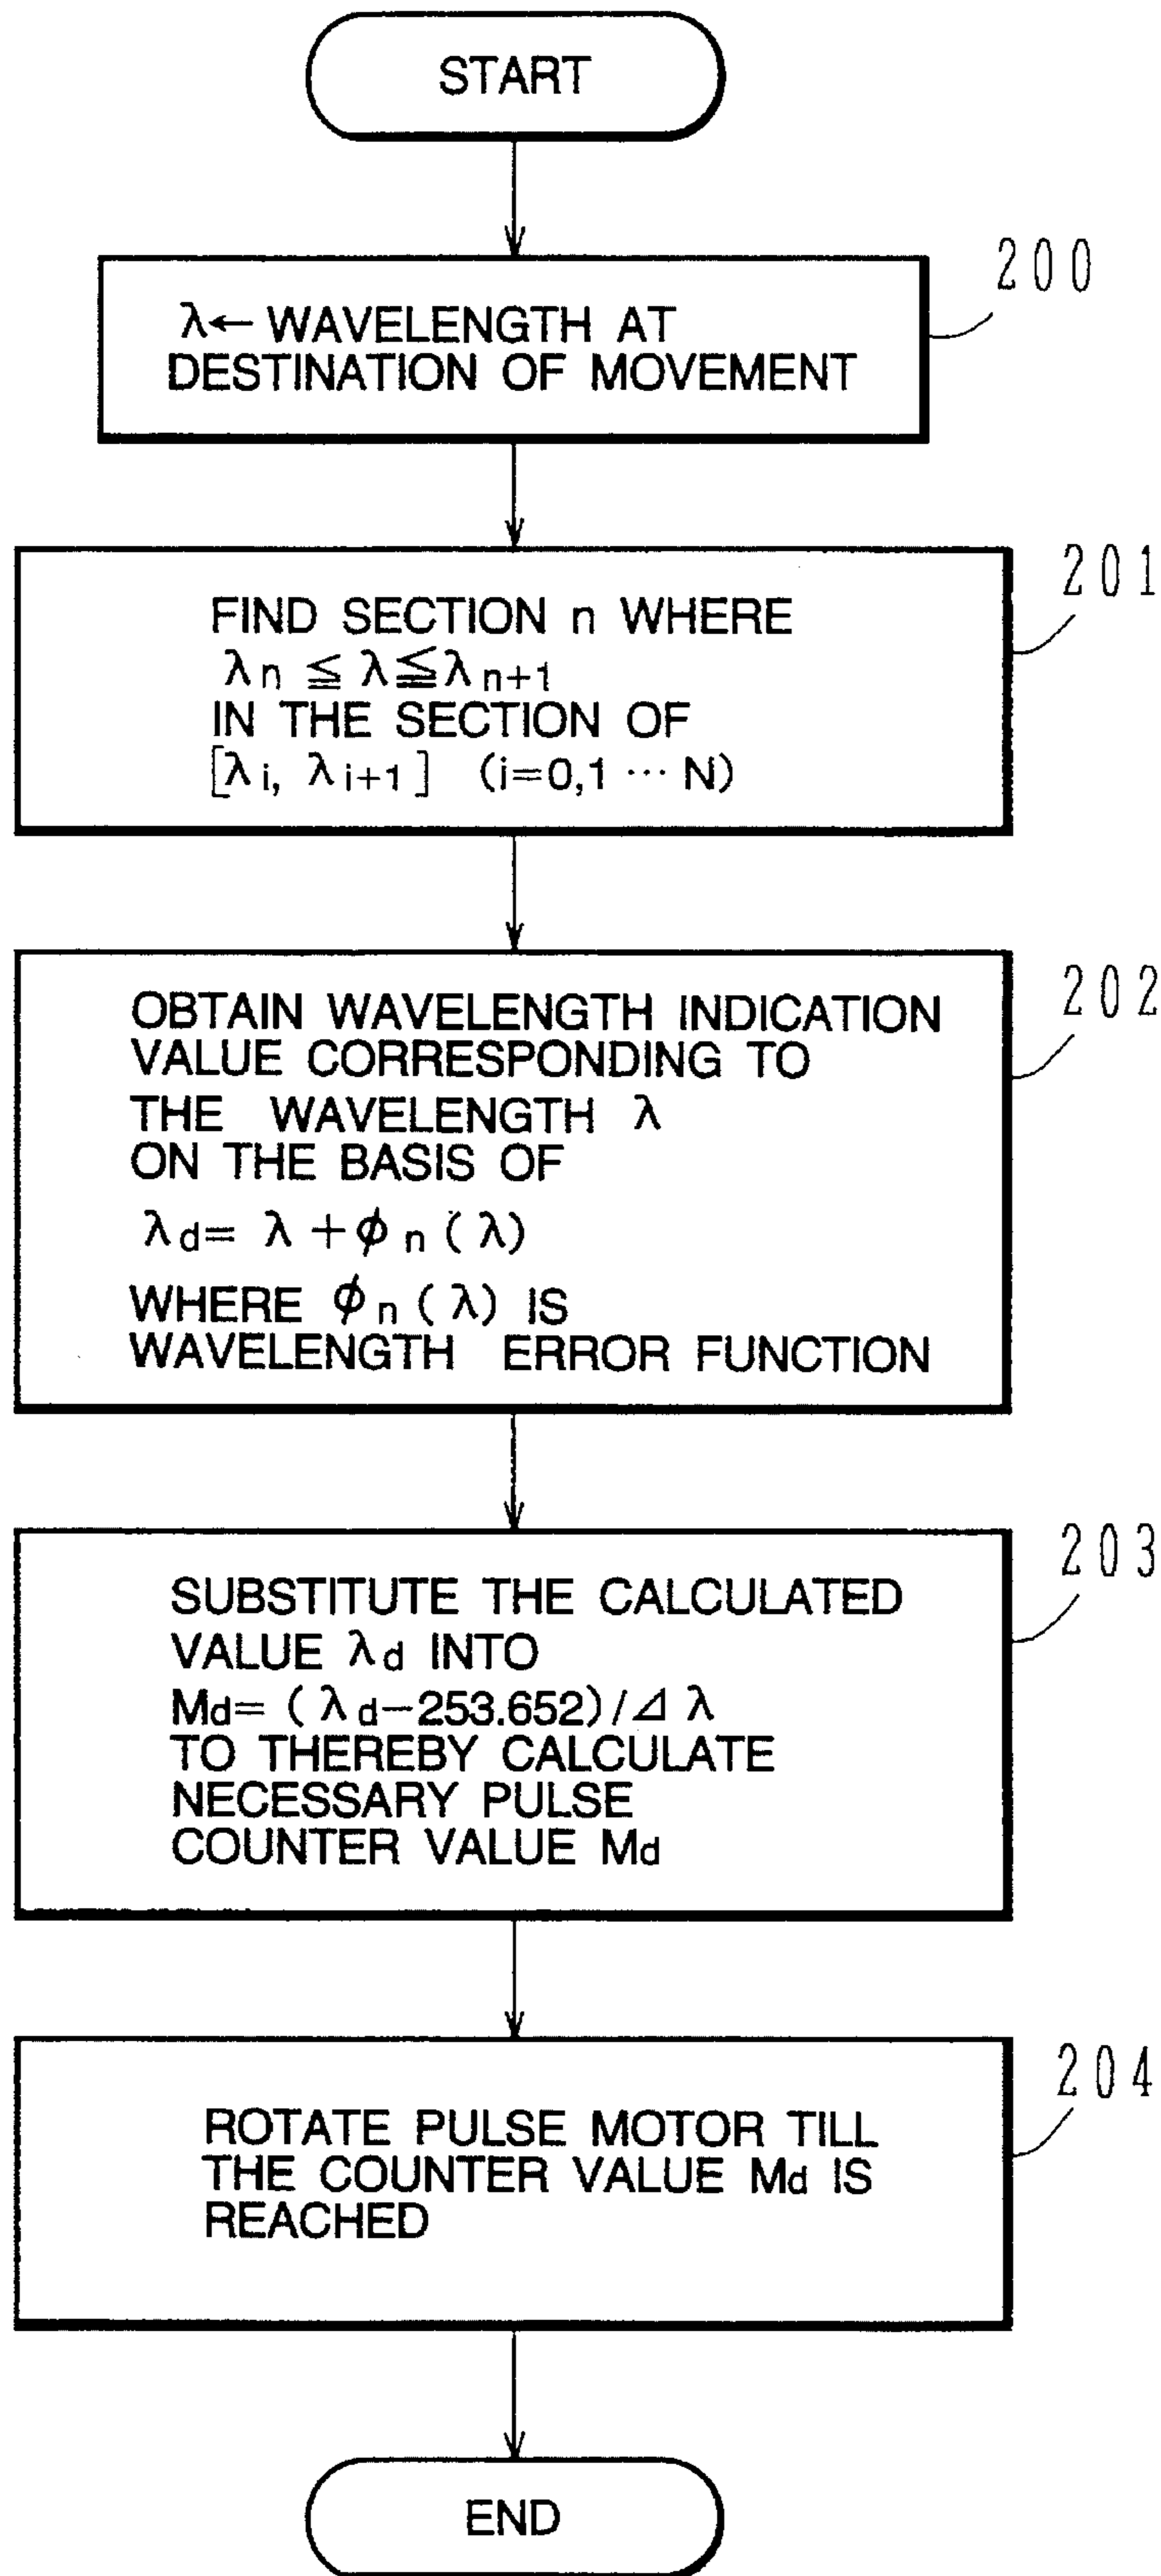 START
200
λ← WAVELENGTH AT
DESTINATION OF MOVEMENT
201
FIND SECTION n WHERE
λn ≦ λ ≦ λn+1
IN THE SECTION OF
[λi, λi+1] (i=0,1 ··· N)
202
OBTAIN WAVELENGTH INDICATION
VALUE CORRESPONDING TO
THE WAVELENGTH λ
ON THE BASIS OF
λd= λ +ϕn(λ)
WHERE ϕn(λ) IS
WAVELENGTH ERROR FUNCTION
203
SUBSTITUTE THE CALCULATED
VALUE λd INTO
Md= (λd−253.652)/⊿λ
TO THEREBY CALCULATE
NECESSARY PULSE
COUNTER VALUE Md
204
ROTATE PULSE MOTOR TILL
THE COUNTER VALUE Md IS
REACHED
END